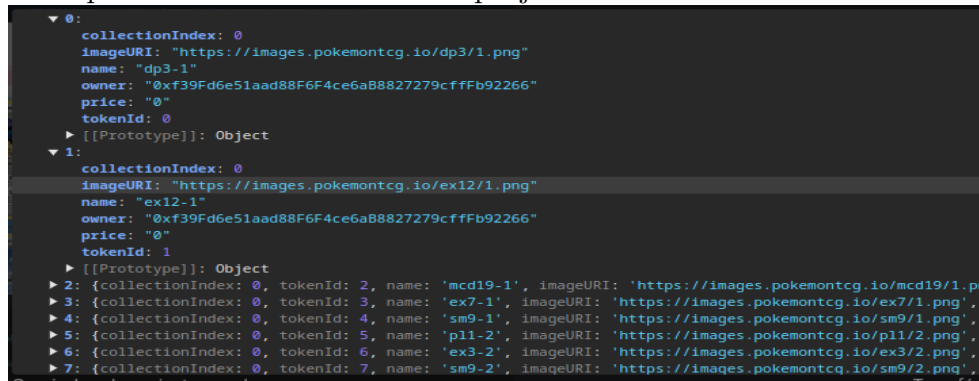 ▼ 0:
collectionIndex: 0
imageURI: "https://images.pokemontcg.io/dp3/1.png"
name: "dp3-1"
owner: "0xf39Fd6e51aad88F6F4ce6aB8827279cffFb92266"
price: "0"
tokenId: 0
▶ [[Prototype]]: Object
▼ 1:
collectionIndex: 0
imageURI: "https://images.pokemontcg.io/ex12/1.png"
name: "ex12-1"
owner: "0xf39Fd6e51aad88F6F4ce6aB8827279cffFb92266"
price: "0"
tokenId: 1
▶ [[Prototype]]: Object
▶ 2: {collectionIndex: 0, tokenId: 2, name: 'mcd19-1', imageURI: 'https://images.pokemontcg.io/mcd19/1.p
▶ 3: {collectionIndex: 0, tokenId: 3, name: 'ex7-1', imageURI: 'https://images.pokemontcg.io/ex7/1.png',
▶ 4: {collectionIndex: 0, tokenId: 4, name: 'sm9-1', imageURI: 'https://images.pokemontcg.io/sm9/1.png',
▶ 5: {collectionIndex: 0, tokenId: 5, name: 'pl1-2', imageURI: 'https://images.pokemontcg.io/pl1/2.png',
▶ 6: {collectionIndex: 0, tokenId: 6, name: 'ex3-2', imageURI: 'https://images.pokemontcg.io/ex3/2.png',
▶ 7: {collectionIndex: 0, tokenId: 7, name: 'sm9-2', imageURI: 'https://images.pokemontcg.io/sm9/2.png',